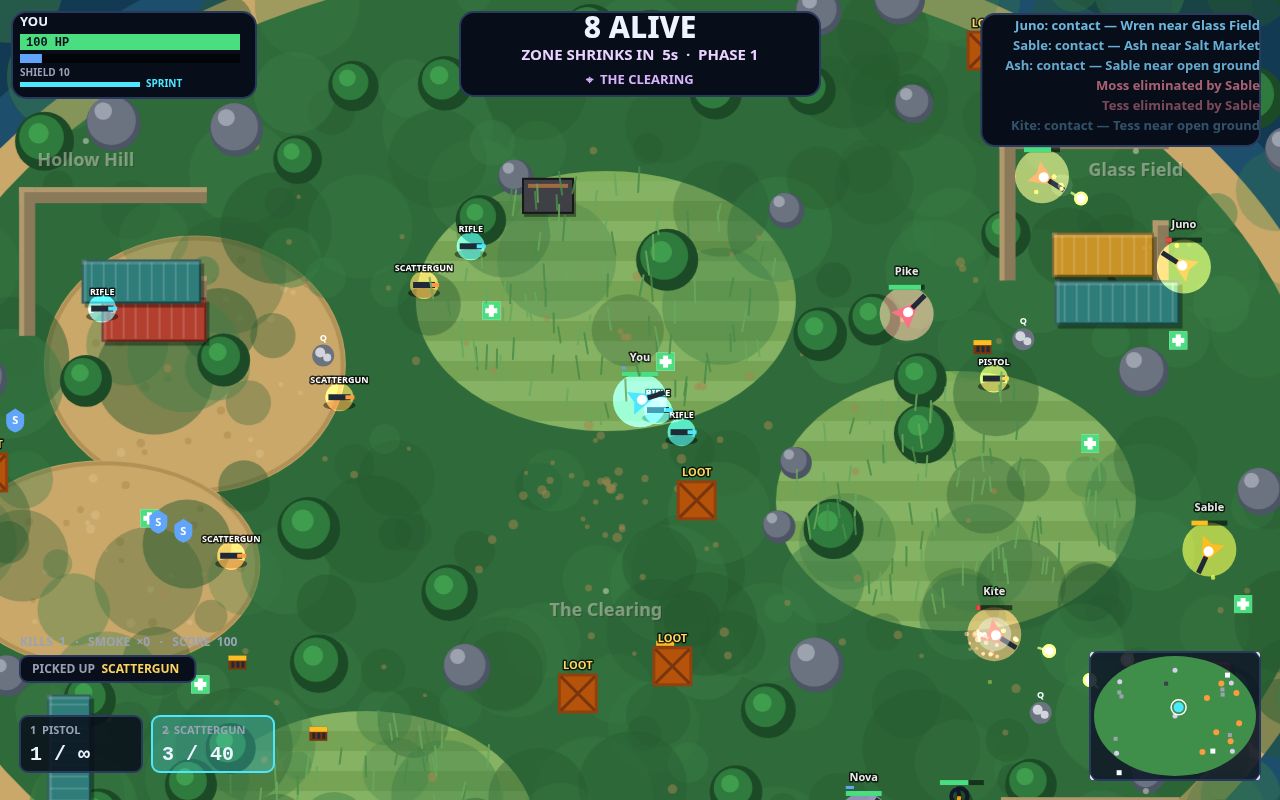 YOU
100 HP
SHIELD 10
SPRINT
8 ALIVE
ZONE SHRINKS IN 5s · PHASE 1
⌖ THE CLEARING
Juno: contact — Wren near Glass Field
Sable: contact — Ash near Salt Market
Ash: contact — Sable near open ground
Moss eliminated by Sable
Tess eliminated by Sable
Kite: contact — Tess near open ground
Hollow Hill
Glass Field
Juno
RIFLE
SCATTERGUN
Pike
RIFLE
Q
Q
You
PISTOL
SCATTERGUN
RIFLE
RIFLE
S
LOOT
Sable
S
S
SCATTERGUN
Kite
The Clearing
LOOT
LOOT
KILLS 1 · SMOKE ×0 · SCORE 100
PICKED UP SCATTERGUN
Q
1 PISTOL
1 / ∞
2 SCATTERGUN
3 / 40
Nova